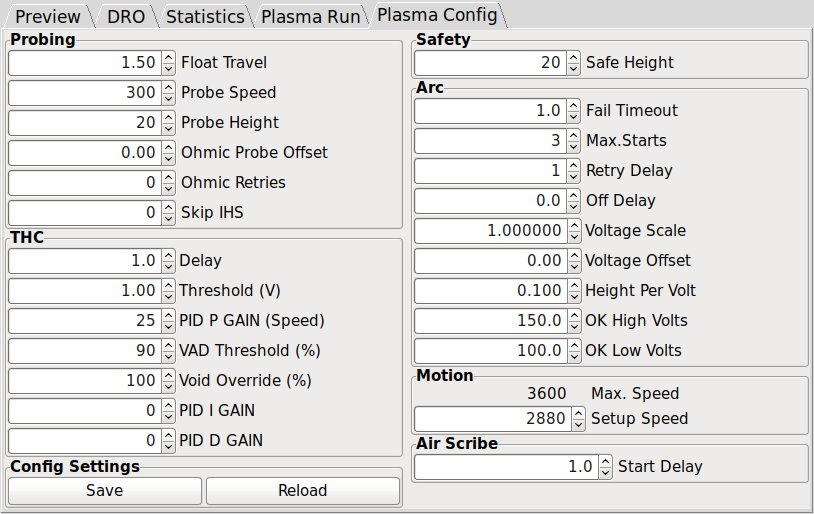 Preview DRO Statistics Plasma Run Plasma Config
Probing
1.50 Float Travel
300 Probe Speed
20 Probe Height
0.00 Ohmic Probe Offset
0 Ohmic Retries
0 Skip IHS
THC
1.0 Delay
1.00 Threshold (V)
25 PID P GAIN (Speed)
90 VAD Threshold (%)
100 Void Override (%)
0 PID I GAIN
0 PID D GAIN
Config Settings
Save Reload
Safety
20 Safe Height
Arc
1.0 Fail Timeout
3 Max.Starts
1 Retry Delay
0.0 Off Delay
1.000000 Voltage Scale
0.00 Voltage Offset
0.100 Height Per Volt
150.0 OK High Volts
100.0 OK Low Volts
Motion
3600 Max. Speed
2880 Setup Speed
Air Scribe
1.0 Start Delay